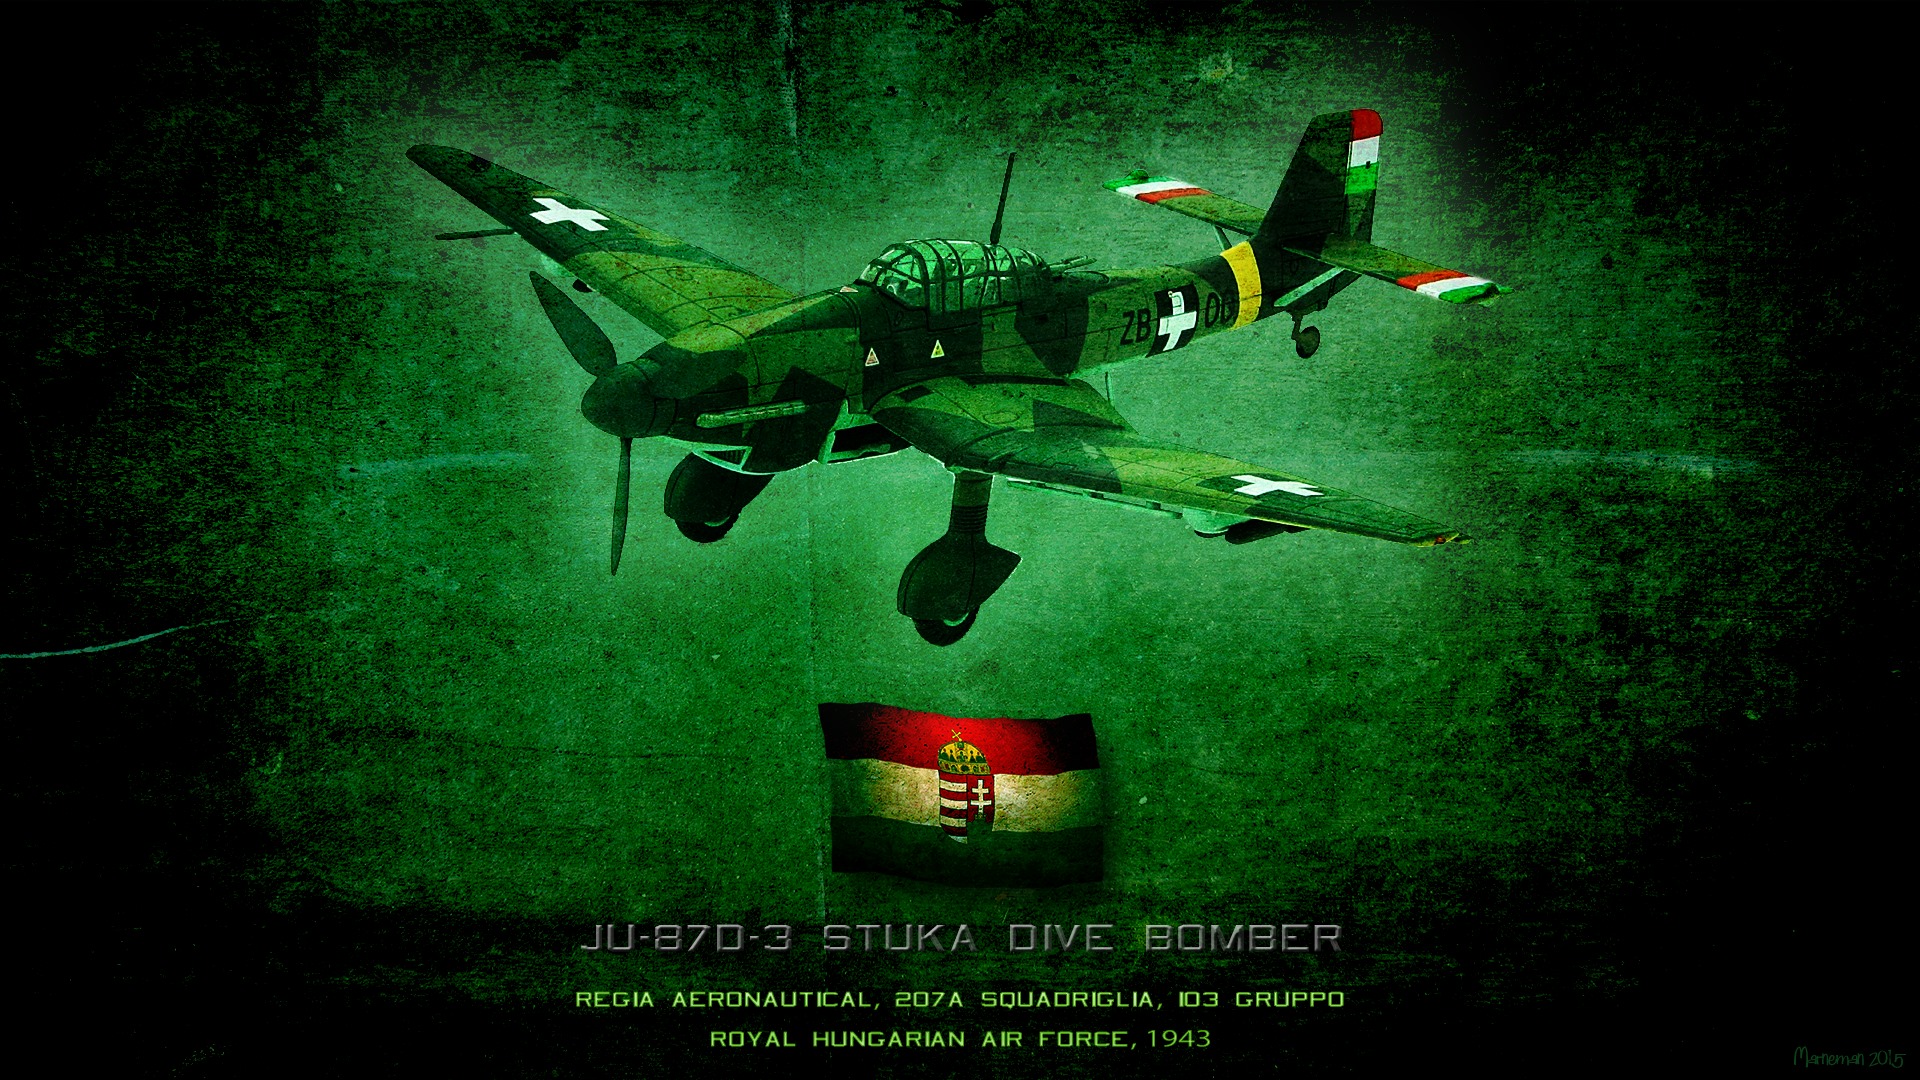 ZB 00
JU-87D-3 STUKA DIVE BOMBER
REGIA AERONAUTICAL, 207A SQUADRIGLIA, 103 GRUPPO
ROYAL HUNGARIAN AIR FORCE, 1943
Marneman 2015